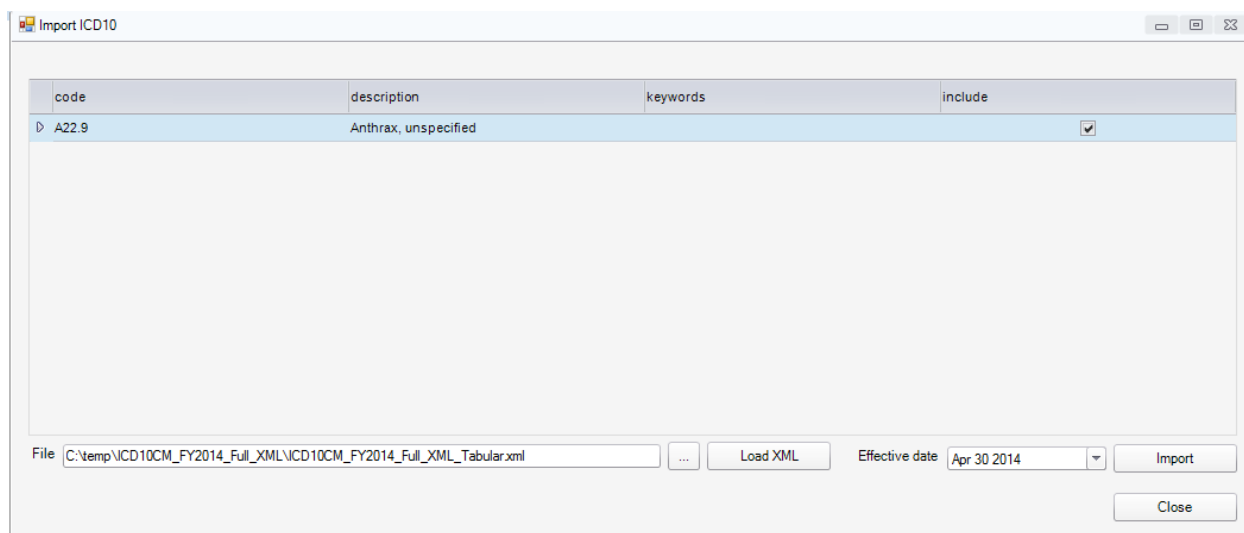 Import ICD10
code description keywords include
A22.9 Anthrax, unspecified
File C:\temp\ICD10CM_FY2014_Full_XML\ICD10CM_FY2014_Full_XML_Tabular.xml ... Load XML Effective date Apr 30 2014 Import
Close